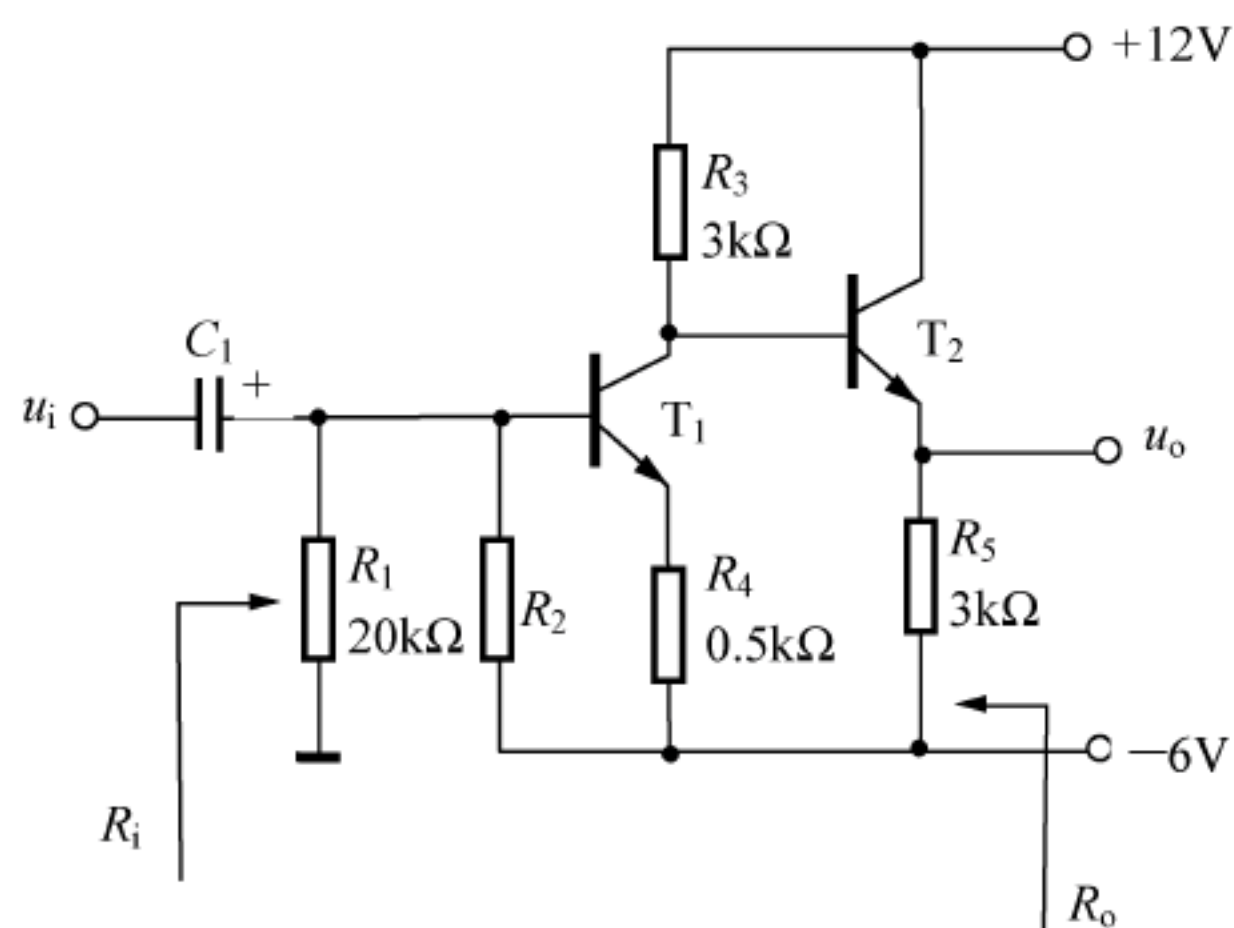 +12V
R3
3kΩ
C1
+
T2
ui
T1
uo
R1
20kΩ
R2
R4
0.5kΩ
R5
3kΩ
—6V
Ri
Ro